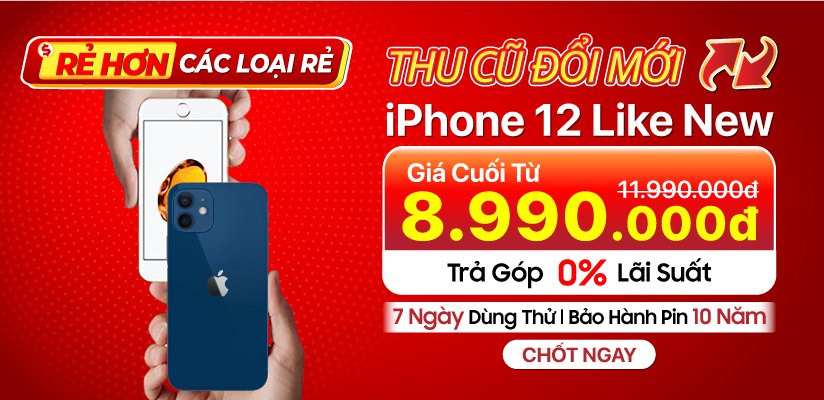 RẺ HƠN CÁC LOẠI RẺ
THU CŨ ĐỔI MỚI
iPhone 12 Like New
Giá Cuối Từ
11.990.000đ
8.990.000đ
Trả Góp 0% Lãi Suất
7 Ngày Dùng Thử | Bảo Hành Pin 10 Năm
CHỐT NGAY